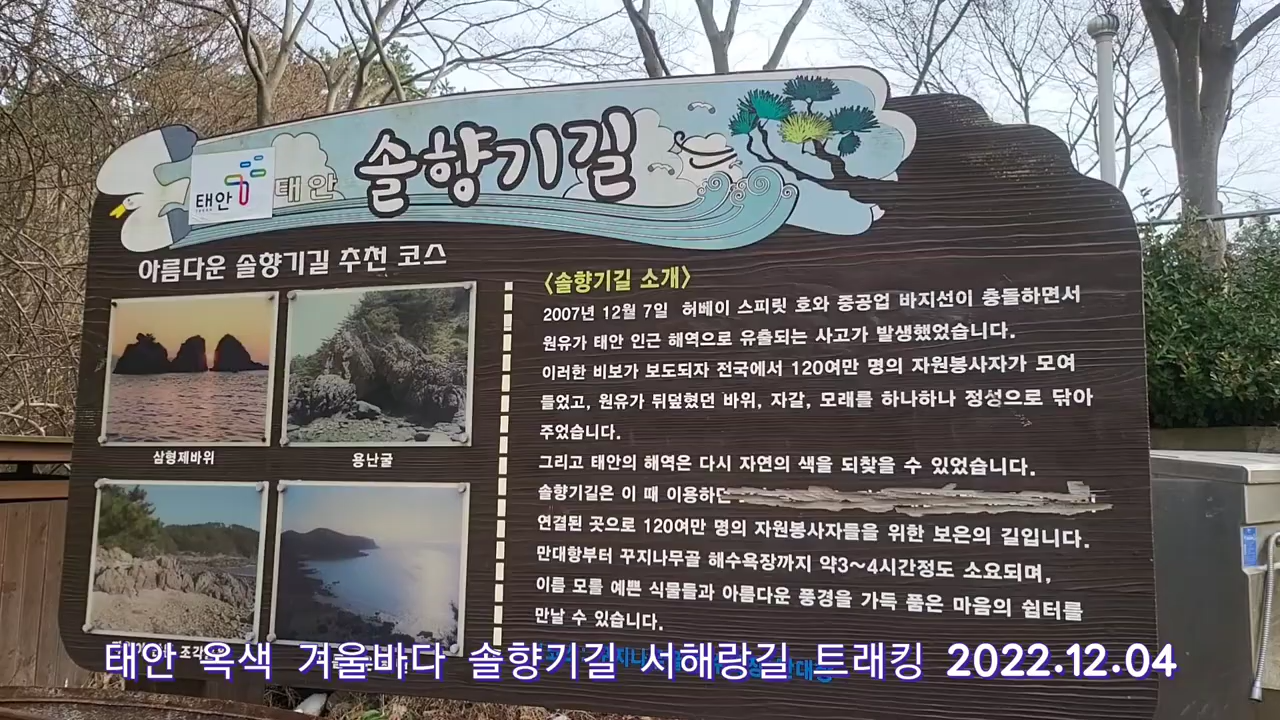 태안
태안
솔향기길
아름다운 솔향기길 추천 코스
삼형제바위
용난굴
<솔향기길 소개>
2007년 12월 7일 허베이 스피릿 호와 중공업 바지선이 충돌하면서
원유가 태안 인근 해역으로 유출되는 사고가 발생했었습니다.
이러한 비보가 보도되자 전국에서 120여만 명의 자원봉사자가 모여
들었고, 원유가 뒤덮혔던 바위, 자갈, 모래를 하나하나 정성으로 닦아
주었습니다.
그리고 태안의 해역은 다시 자연의 색을 되찾을 수 있었습니다.
솔향기길은 이 때 이용하던
연결된 곳으로 120여만 명의 자원봉사자들을 위한 보은의 길입니다.
만대항부터 꾸지나무골 해수욕장까지 약3~4시간정도 소요되며,
이름 모를 예쁜 식물들과 아름다운 풍경을 가득 품은 마음의 쉼터를
만날 수 있습니다.
태안 옥색 겨울바다 솔향기길 서해랑길 트래킹 2022.12.04